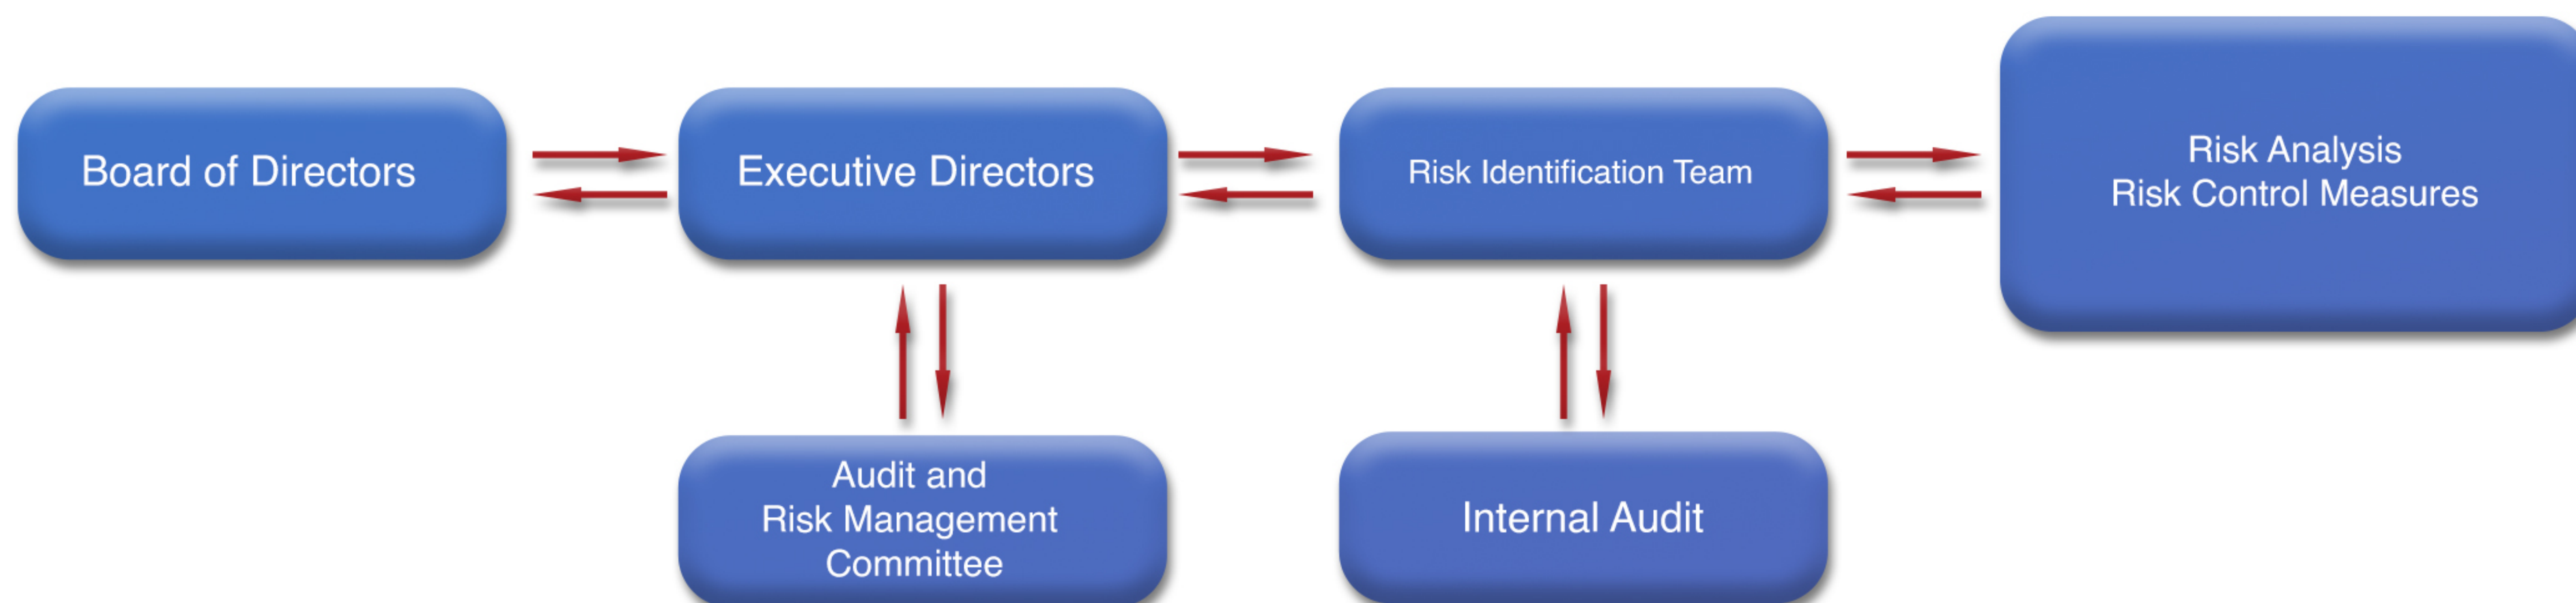 Board of Directors
Executive Directors
Risk Identification Team
Risk Analysis
Risk Control Measures
Audit and
Risk Management
Committee
Internal Audit